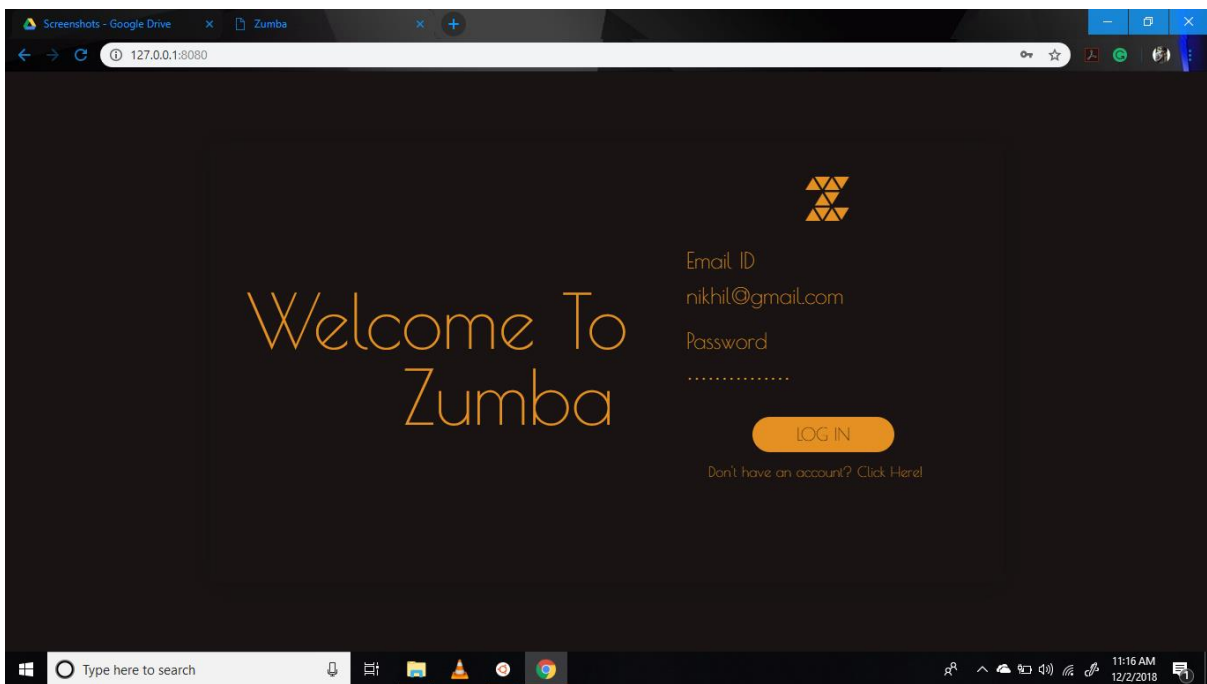 Screenshots - Google Drive
Zumba
127.0.0.1:8080
Email ID
nikhil@gmail.com
Welcome To
Zumba
Password
...............
LOG IN
Don't have an account? Click Here!
Type here to search
11:16 AM
12/2/2018
1